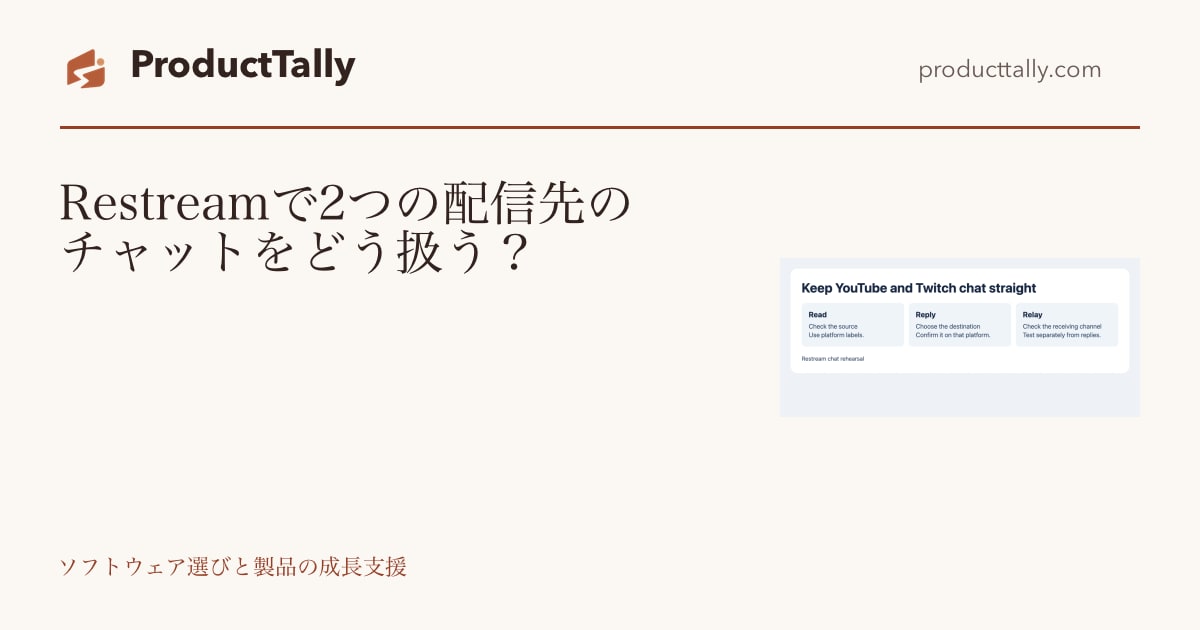 ProductTally
producttally.com
Restreamで2つの配信先の
チャットをどう扱う？
Keep YouTube and Twitch chat straight
Read
Check the source
Use platform labels.
Reply
Choose the destination
Confirm it on that platform.
Relay
Check the receiving channel
Test separately from replies.
Restream chat rehearsal
ソフトウェア選びと製品の成長支援